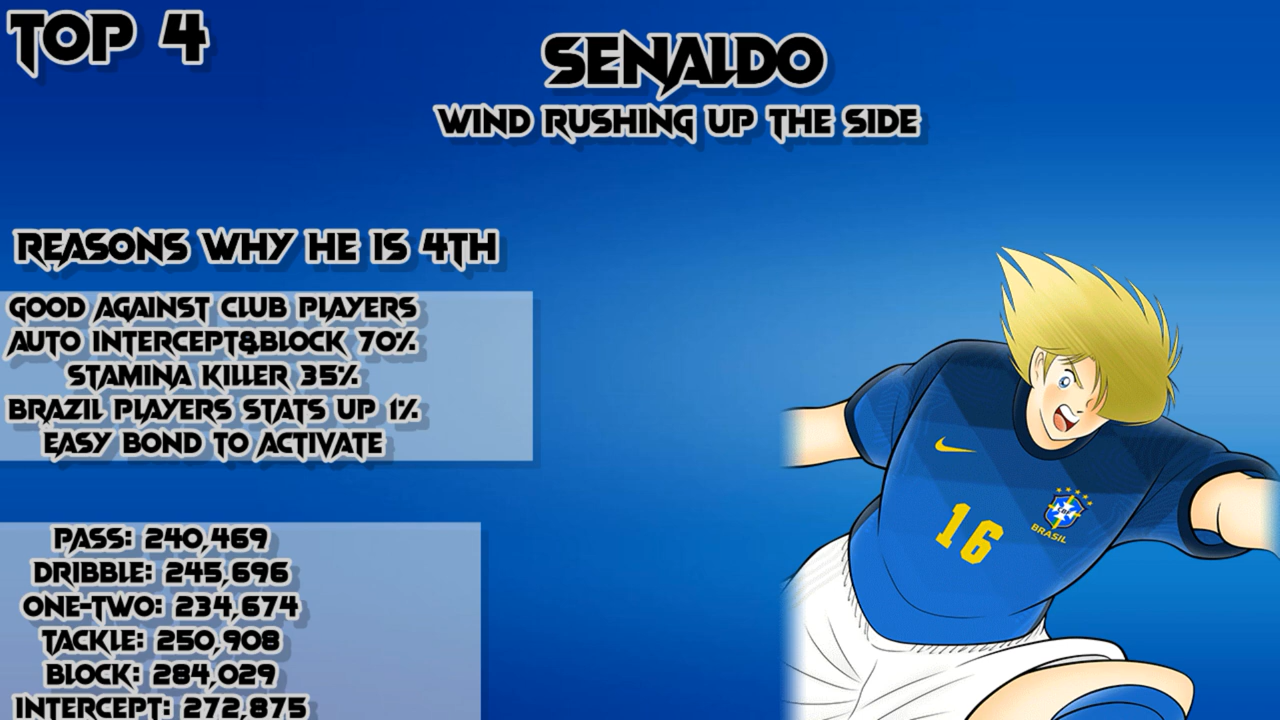 TOP 4
SENALDO
WIND RUSHING UP THE SIDE
REASONS WHY HE IS 4TH
GOOD AGAINST CLUB PLAYERS
AUTO INTERCEPT&BLOCK 70%
STAMINA KILLER 35%
BRAZIL PLAYERS STATS UP 1%
EASY BOND TO ACTIVATE
PASS: 240,469
DRIBBLE: 245,696
ONE-TWO: 234,674
TACKLE: 250,908
BLOCK: 284,029
INTERCEPT: 272,875
16
BRASIL